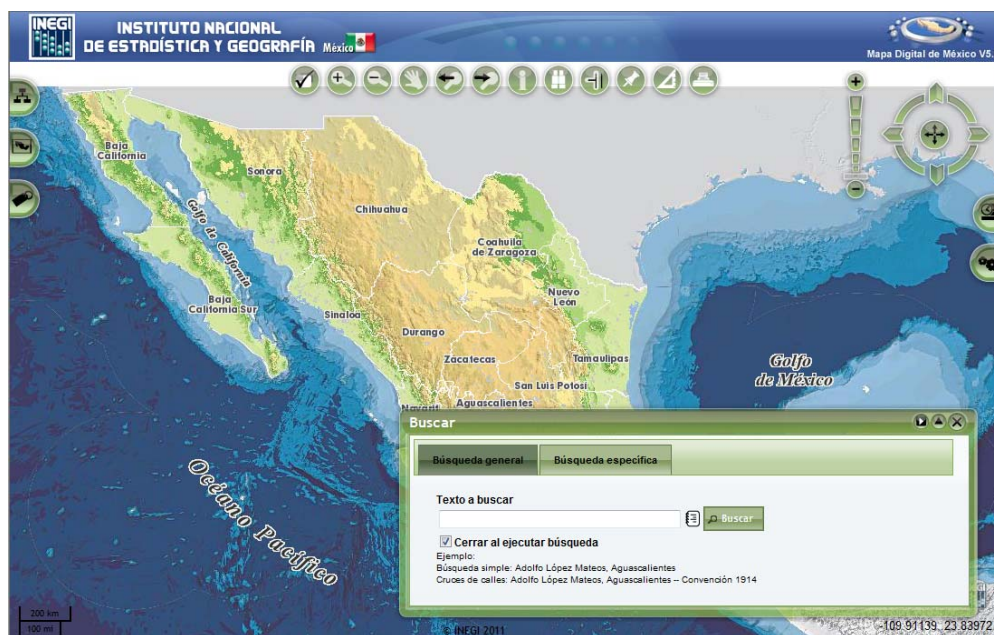 INEGI
INSTITUTO NACIONAL
DE ESTADÍSTICA Y GEOGRAFÍA México
Mapa Digital de México V5.
Baja
California
Sonora
Chihuahua
Golfo de California
Coahuila
de Zaragoza
Nuevo
León
Baja
California Sur
Sinaloa
Durango
Zacatecas
Tamaulipas
Golfo
de México
San Luis Potosí
Aguascalientes
Nayarit
Océano Pacífico
Buscar
Búsqueda general
Búsqueda específica
Texto a buscar
Buscar
Cerrar al ejecutar búsqueda
Ejemplo:
Búsqueda simple: Adolfo López Mateos, Aguascalientes
Cruces de calles: Adolfo López Mateos, Aguascalientes – Convención 1914
200 km
100 mi
© INEGI 2011
-109.91139, 23.83972